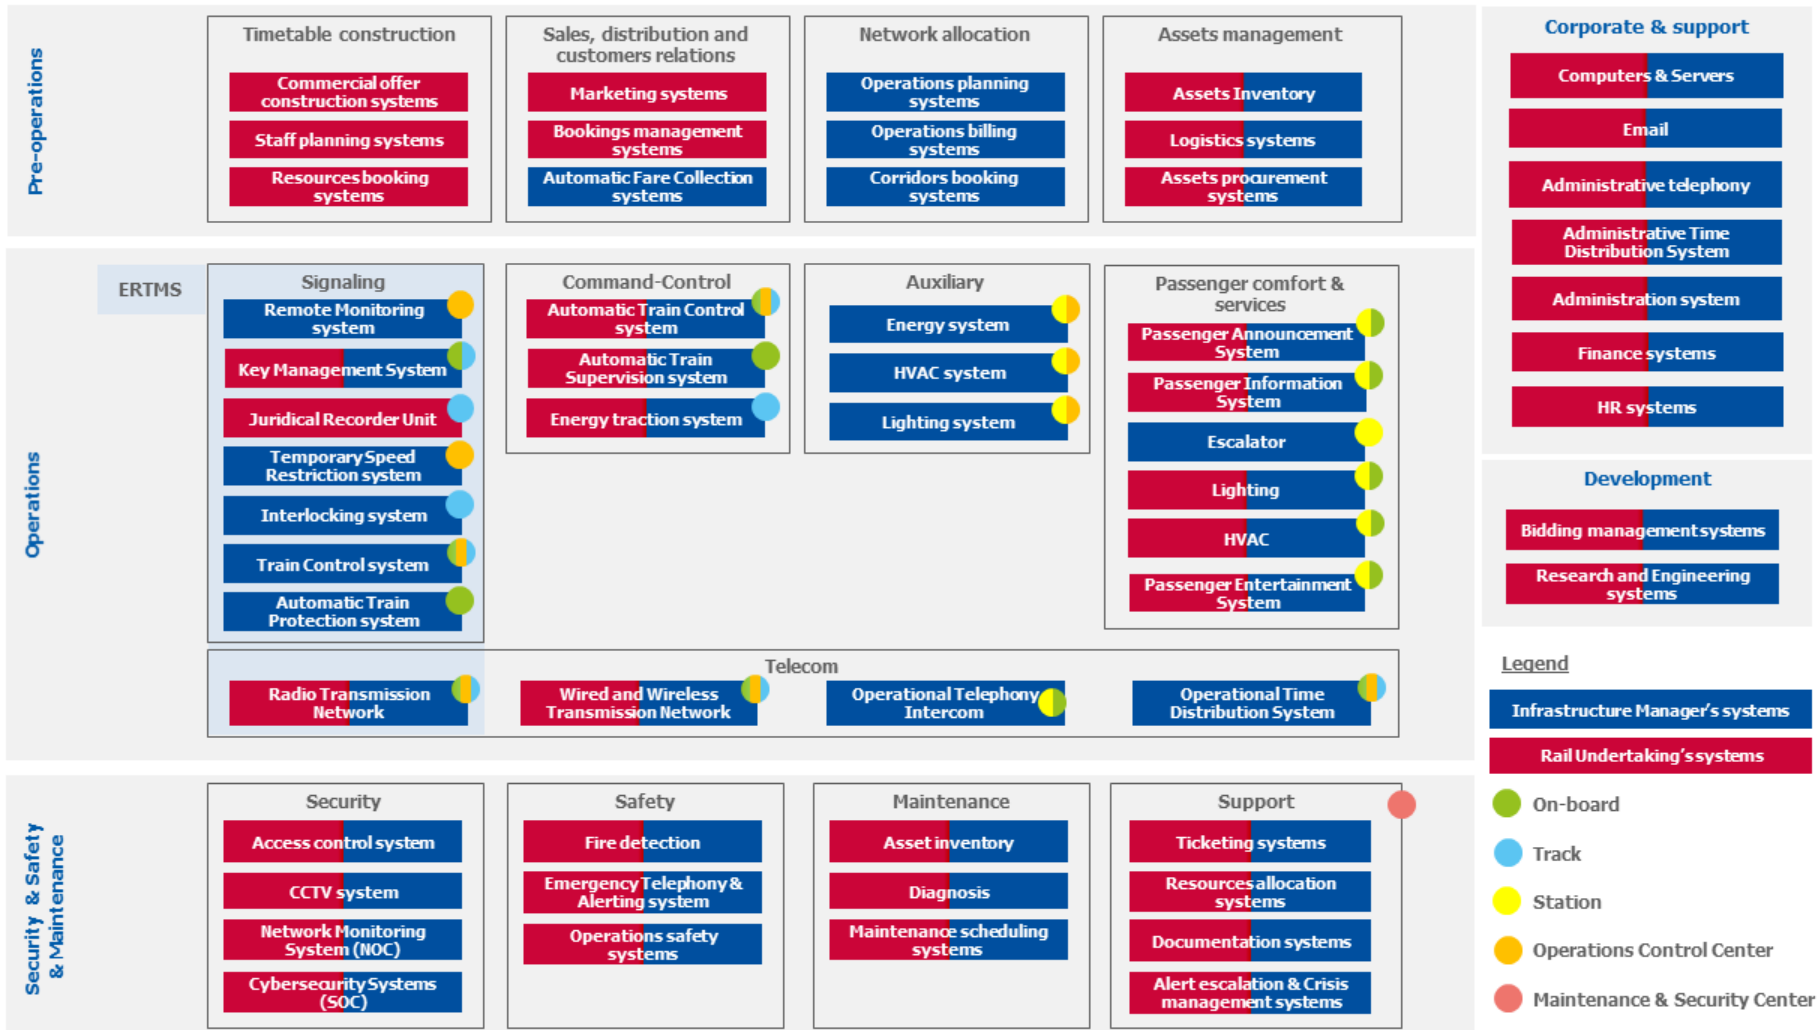 Pre-operations
Timetable construction
Commercial offer
construction systems
Staff planning systems
Resources booking
systems
Sales, distribution and
customers relations
Marketing systems
Bookings management
systems
Automatic Fare Collection
systems
Network allocation
Operations planning
systems
Operations billing
systems
Corridors booking
systems
Assets management
Assets Inventory
Logistics systems
Assets procurement
systems
Operations
ERTMS
Signaling
Remote Monitoring
system
Key Management System
Juridical Recorder Unit
Temporary Speed
Restriction system
Interlocking system
Train Control system
Automatic Train
Protection system
Command-Control
Automatic Train Control
system
Automatic Train
Supervision system
Energy traction system
Auxiliary
Energy system
HVAC system
Lighting system
Passenger comfort &
services
Passenger Announcement
System
Passenger Information
System
Escalator
Lighting
HVAC
Passenger Entertainment
System
Telecom
Radio Transmission
Network
Wired and Wireless
Transmission Network
Operational Telephony
Intercom
Operational Time
Distribution System
Security & Safety
& Maintenance
Security
Access control system
CCTV system
Network Monitoring
System (NOC)
Cybersecurity Systems
(SOC)
Safety
Fire detection
Emergency Telephony &
Alerting system
Operations safety
systems
Maintenance
Asset inventory
Diagnosis
Maintenance scheduling
systems
Support
Ticketing systems
Resources allocation
systems
Documentation systems
Alert escalation & Crisis
management systems
Corporate & support
Computers & Servers
Email
Administrative telephony
Administrative Time
Distribution System
Administration system
Finance systems
HR systems
Development
Bidding management systems
Research and Engineering
systems
Legend
Infrastructure Manager's systems
Rail Undertaking's systems
On-board
Track
Station
Operations Control Center
Maintenance & Security Center